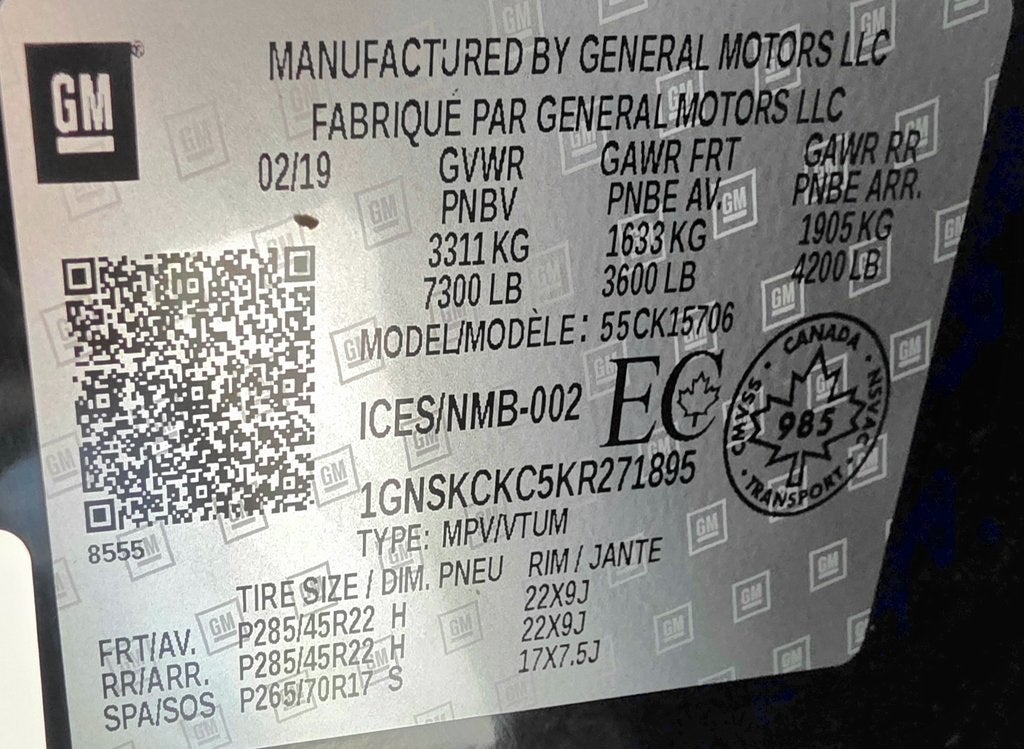 GM
MANUFACTURED BY GENERAL MOTORS LLC
FABRIQUÉ PAR GENERAL MOTORS LLC
02/19 GVWR GAWR FRT GAWR RR
PNBV PNBE AV. PNBE ARR.
3311 KG 1633 KG 1905 KG
7300 LB 3600 LB 4200 LB
MODEL/MODÈLE: 55CK15706
ICES/NMB-002 EC
CANADA · NSVAC · TRANSPORT · CMVSS ·
985
1GNSKCKC5KR271895
8555
TYPE: MPV/VTUM
TIRE SIZE / DIM. PNEU RIM / JANTE
FRT/AV. P285/45R22 H 22X9J
RR/ARR. P285/45R22 H 22X9J
SPA/SOS P265/70R17 S 17X7.5J